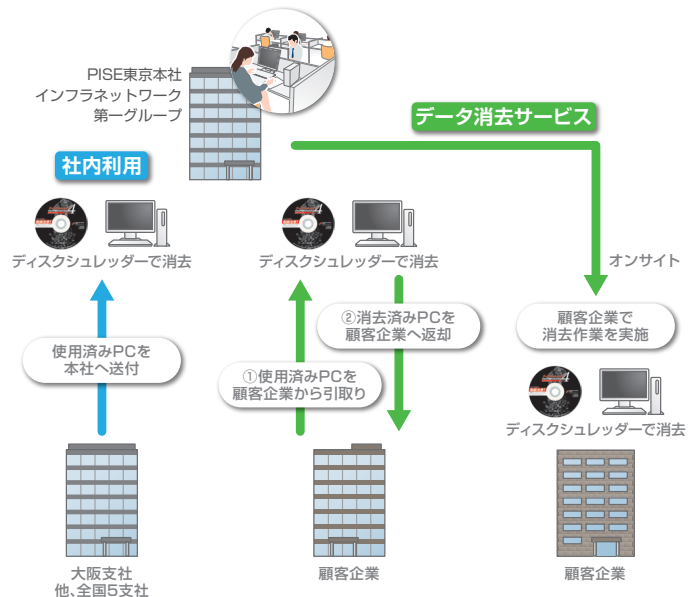 PISE東京本社
インフラネットワーク
第一グループ
データ消去サービス
社内利用
4
ディスクシュレッダーで消去
4
ディスクシュレッダーで消去
オンサイト
使用済みPCを
本社へ送付
①使用済みPCを
顧客企業から引取り
②消去済みPCを
顧客企業へ返却
顧客企業で
消去作業を実施
4
ディスクシュレッダーで消去
大阪支社
他、全国5支社
顧客企業
顧客企業